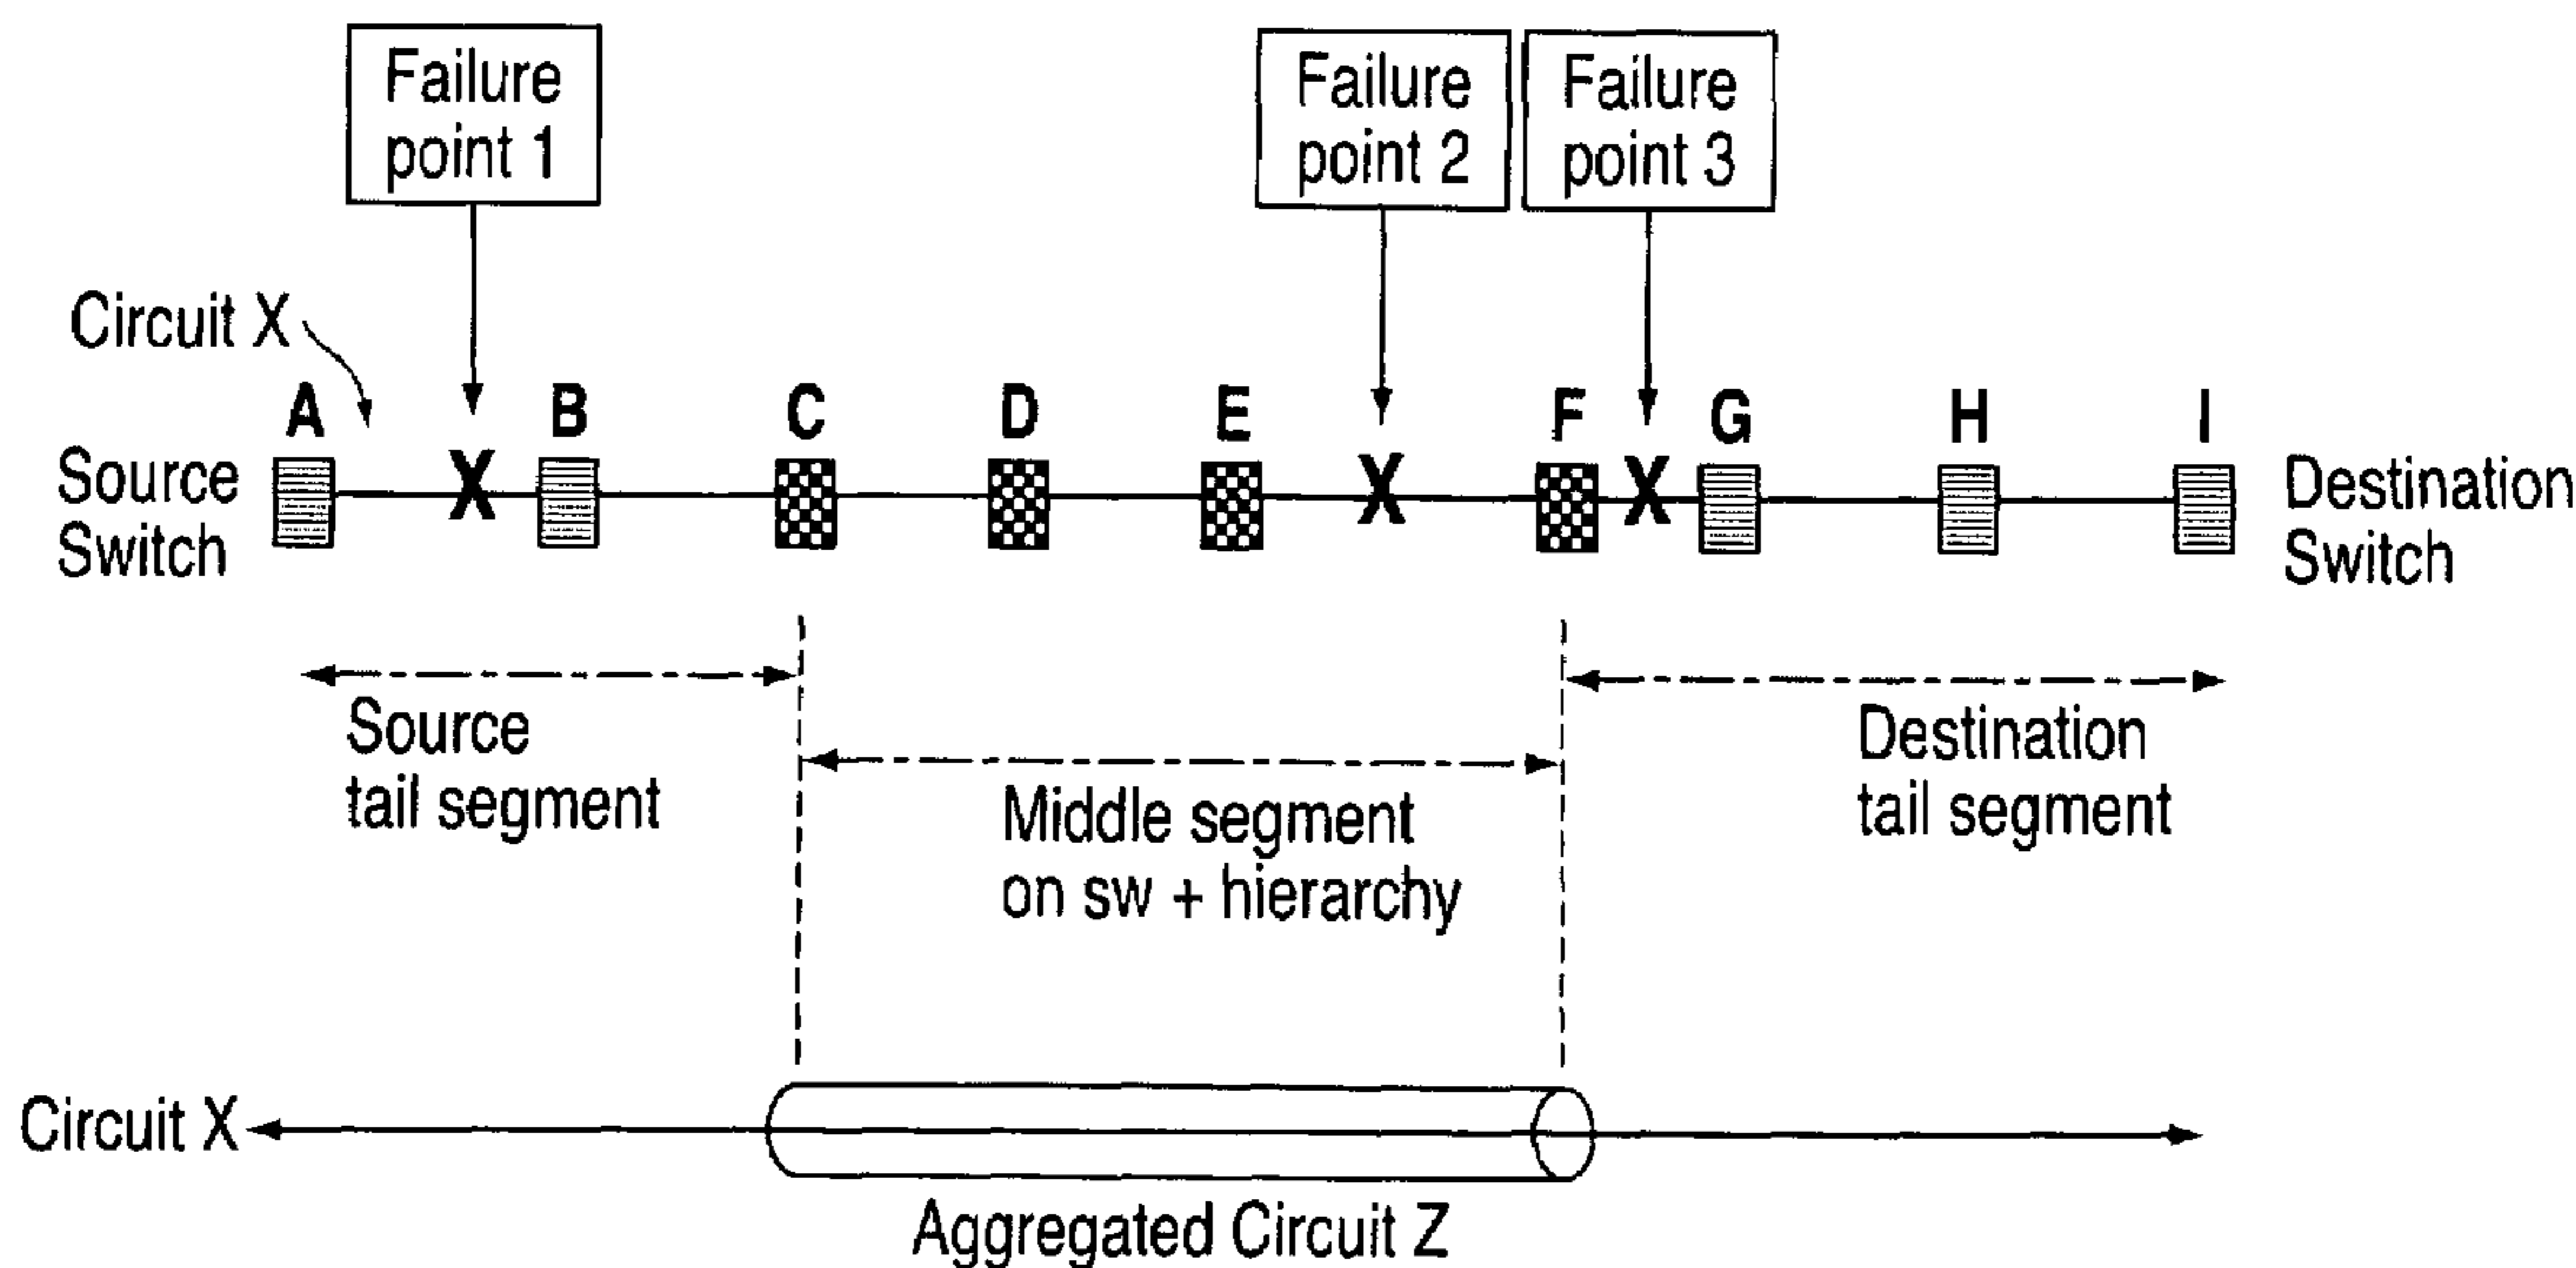 Failure
point 1
Failure
point 2
Failure
point 3
Circuit X
A
B
C
D
E
F
G
H
I
Source
Switch
Destination
Switch
Source
tail segment
Middle segment
on sw + hierarchy
Destination
tail segment
X
X
X
Circuit X
Aggregated Circuit Z